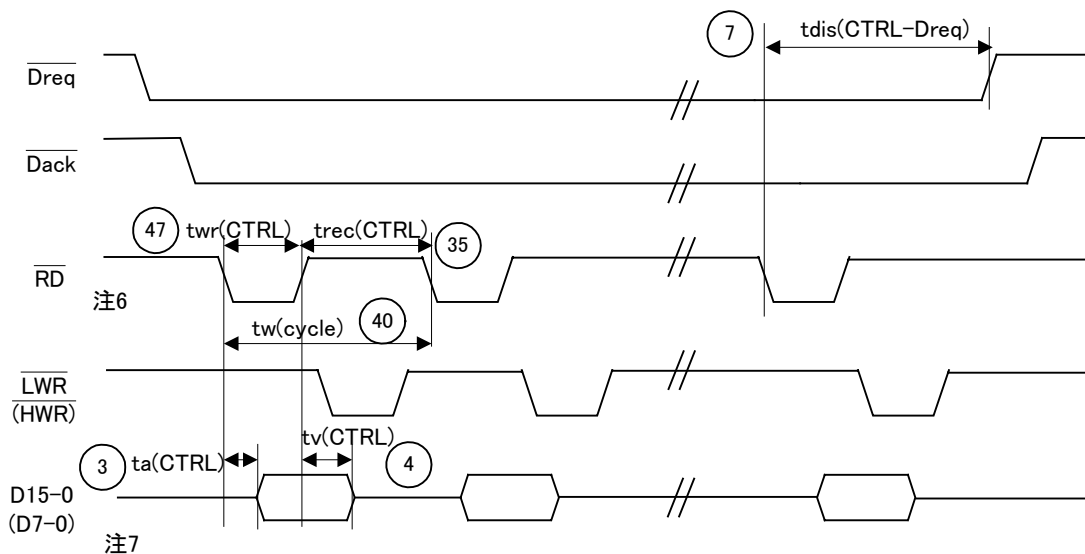 7 tdis(CTRL-Dreq)
Dreq
Dack
47 twr(CTRL) trec(CTRL) 35
RD
注6
tw(cycle) 40
LWR
(HWR)
tv(CTRL)
3 ta(CTRL) 4
D15-0
(D7-0)
注7